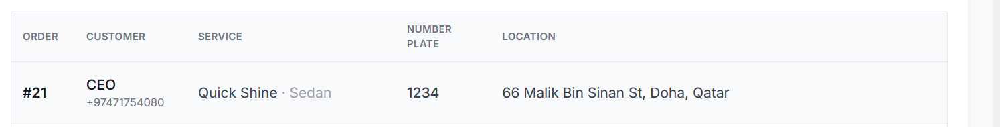 ORDER CUSTOMER SERVICE NUMBER PLATE LOCATION
#21 CEO Quick Shine · Sedan 1234 66 Malik Bin Sinan St, Doha, Qatar
+97471754080